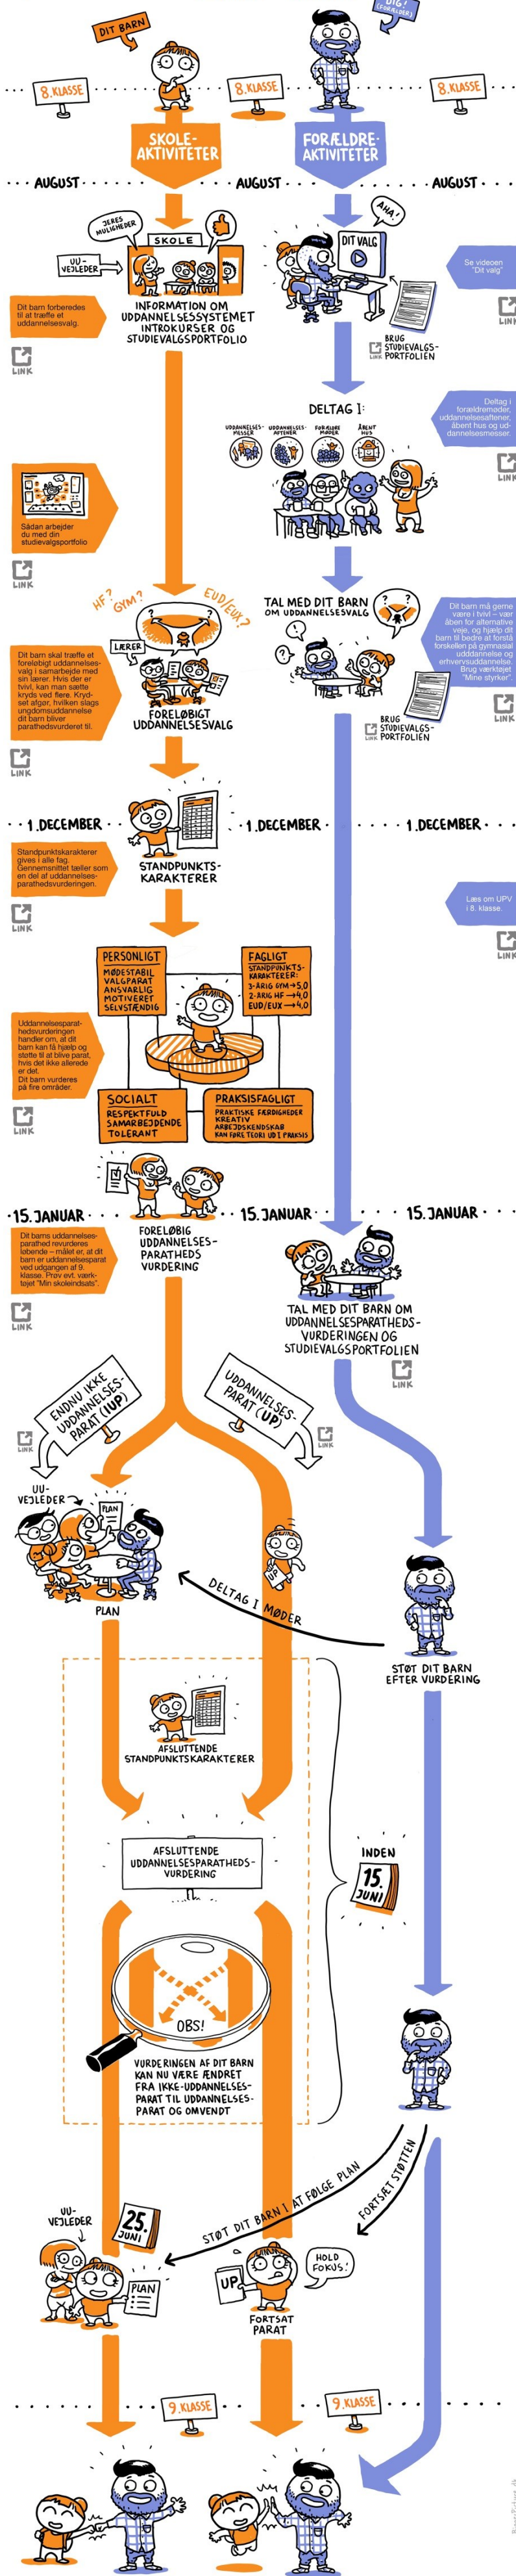 DIT BARN
DIG!
(FORÆLDER)
8.KLASSE
8.KLASSE
8.KLASSE
SKOLE-
AKTIVITETER
FORÆLDRE-
AKTIVITETER
AUGUST
AUGUST
AUGUST
JERES
MULIGHEDER
SKOLE
UU-
VEJLEDER
INFORMATION OM
UDDANNELSESSYSTEMET
INTROKURSER OG
STUDIEVALGSPORTFOLIO
Dit barn forberedes
til at træffe et
uddannelsesvalg.
LINK
AHA!
DIT VALG
Se videoen
"Dit valg"
LINK
BRUG
STUDIEVALGS-
PORTFOLIEN
LINK
DELTAG I:
UDDANNELSES-
MESSER
UDDANNELSES-
AFTENER
FORÆLDRE
MØDER
ÅBENT
HUS
Deltag i
forældremøder,
uddannelsesaftener,
åbent hus og ud-
dannelsesmesser.
LINK
Sådan arbejder
du med din
studievalgsportfolio
LINK
HF?
GYM?
EUD/EUX?
LÆRER
FORELØBIGT
UDDANNELSESVALG
Dit barn skal træffe et
foreløbigt uddannelses-
valg i samarbejde med
sin lærer. Hvis der er
tvivl, kan man sætte
kryds ved flere. Kryd-
set afgør, hvilken slags
ungdomsuddannelse
dit barn bliver
parathedsvurderet til.
LINK
TAL MED DIT BARN
OM UDDANNELSESVALG
Dit barn må gerne
være i tvivl – vær
åben for alternative
veje, og hjælp dit
barn til bedre at forstå
forskellen på gymnasial
udddannelse og
erhvervsuddannelse.
Brug værktøjet
"Mine styrker".
LINK
BRUG
STUDIEVALGS-
PORTFOLIEN
LINK
1.DECEMBER
1.DECEMBER
1.DECEMBER
STANDPUNKTS-
KARAKTERER
Standpunktskarakterer
gives i alle fag.
Gennemsnittet tæller som
en del af uddannelses-
parathedsvurderingen.
LINK
Læs om UPV
i 8. klasse.
LINK
PERSONLIGT
MØDESTABIL
VALGPARAT
ANSVARLIG
MOTIVERET
SELVSTÆNDIG
FAGLIGT
STANDPUNKTS-
KARAKTERER:
3-ÅRIG GYM→5,0
2-ÅRIG HF→4,0
EUD/EUX→4,0
Uddannelsesparat-
hedsvurderingen
handler om, at dit
barn kan få hjælp og
støtte til at blive parat,
hvis det ikke allerede
er det.
Dit barn vurderes
på fire områder.
LINK
SOCIALT
RESPEKTFULD
SAMARBEJDENDE
TOLERANT
PRAKSISFAGLIGT
PRAKTISKE FÆRDIGHEDER
KREATIV
ARBEJDSKENDSKAB
KAN FØRE TEORI UD I PRAKSIS
15.JANUAR
15.JANUAR
15.JANUAR
FORELØBIG
UDDANNELSES-
PARATHEDS
VURDERING
Dit barns uddannelses-
parathed revurderes
løbende – målet er, at dit
barn er uddannelsesparat
ved udgangen af 9.
klasse. Prøv evt. værk-
tøjet "Min skoleindsats".
LINK
TAL MED DIT BARN OM
UDDANNELSESPARATHEDS-
VURDERINGEN OG
STUDIEVALGSPORTFOLIEN
LINK
ENDNU IKKE
UDDANNELSES-
PARAT (IUP)
LINK
UDDANNELSES-
PARAT (UP)
LINK
UU-
VEJLEDER
PLAN
PLAN
UP
DELTAG I MØDER
STØT DIT BARN
EFTER VURDERING
AFSLUTTENDE
STANDPUNKTSKARAKTERER
AFSLUTTENDE
UDDANNELSESPARATHEDS-
VURDERING
INDEN
15.
JUNI
OBS!
VURDERINGEN AF DIT BARN
KAN NU VÆRE ÆNDRET
FRA IKKE-UDDANNELSES-
PARAT TIL UDDANNELSES-
PARAT OG OMVENDT
STØT DIT BARN I AT FØLGE PLAN
FORTSÆT STØTTEN
UU-
VEJLEDER
25.
JUNI
PLAN
UP
HOLD
FOKUS!
FORTSAT
PARAT
9.KLASSE
9.KLASSE